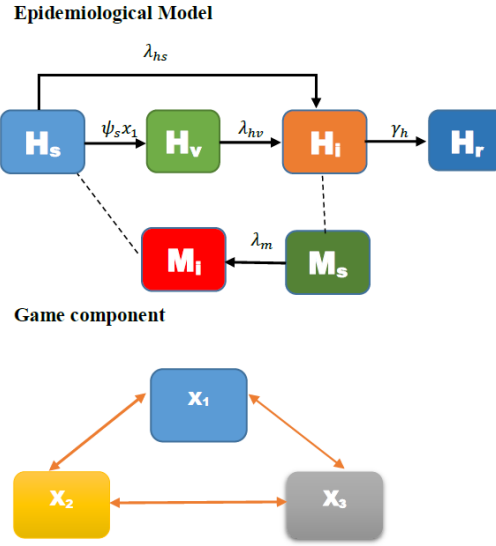 Epidemiological Model
λₕₛ
Hₛ ψₛx₁ Hᵥ λₕᵥ Hᵢ γₕ Hᵣ
Mᵢ λₘ Mₛ
Game component
X₁
X₂ X₃